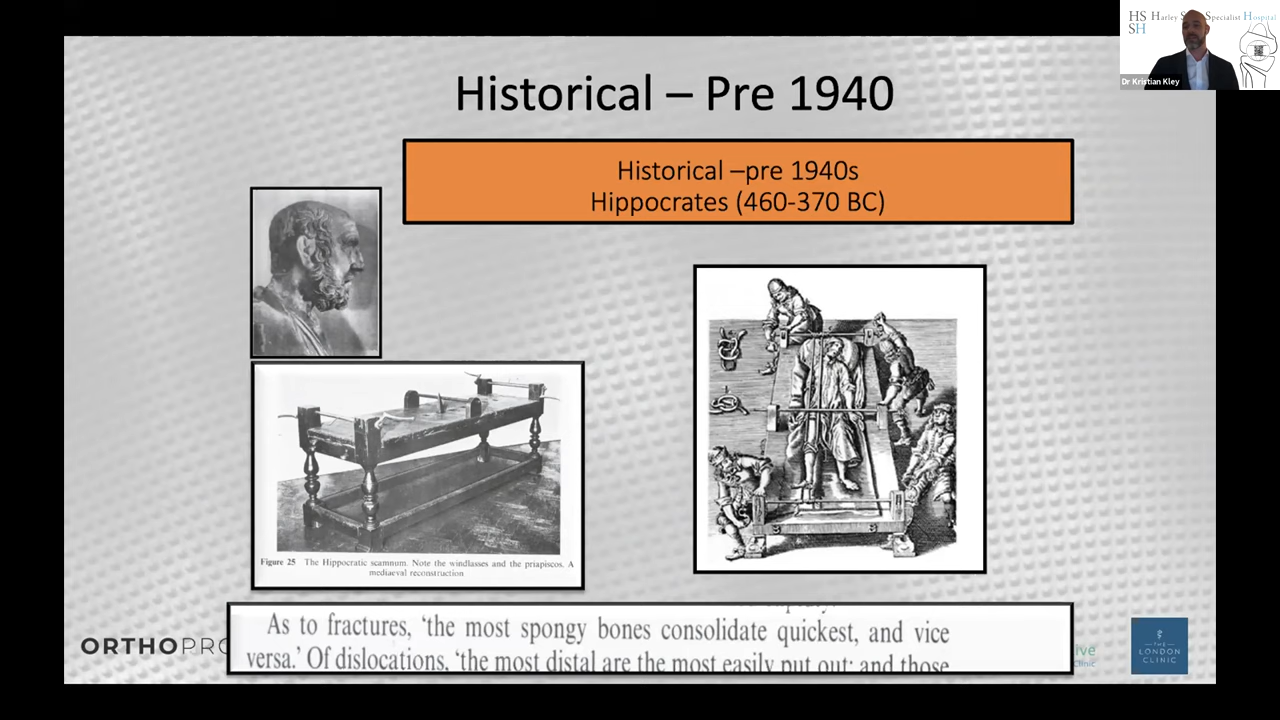 HS Harley Specialist Hospital
SH
Dr Kristian Kley
Historical – Pre 1940
Historical –pre 1940s
Hippocrates (460-370 BC)
Figure 25 The Hippocratic scamnum. Note the windlasses and the priapiscos. A
mediaeval reconstruction
As to fractures, ‘the most spongy bones consolidate quickest, and vice
versa.’ Of dislocations, ‘the most distal are the most easily put out; and those
ORTHOPRO
THE
LONDON
CLINIC